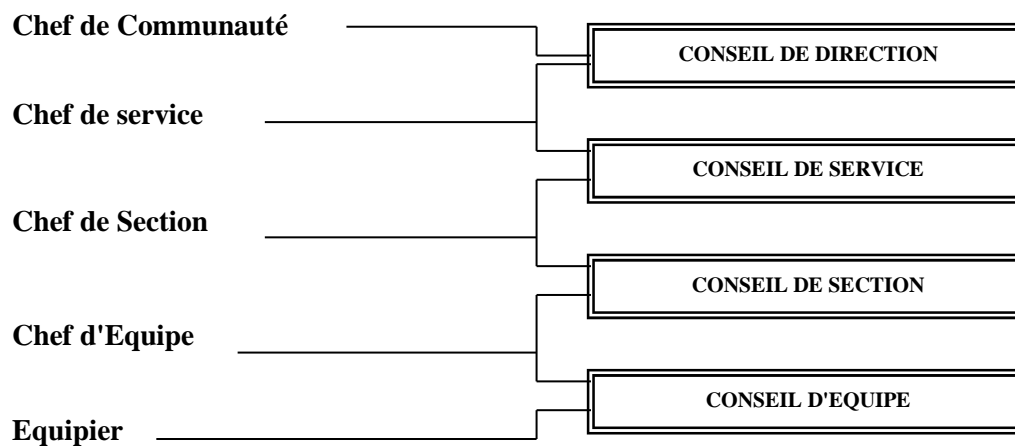 Chef de Communauté
CONSEIL DE DIRECTION
Chef de service
CONSEIL DE SERVICE
Chef de Section
CONSEIL DE SECTION
Chef d'Equipe
CONSEIL D'EQUIPE
Equipier